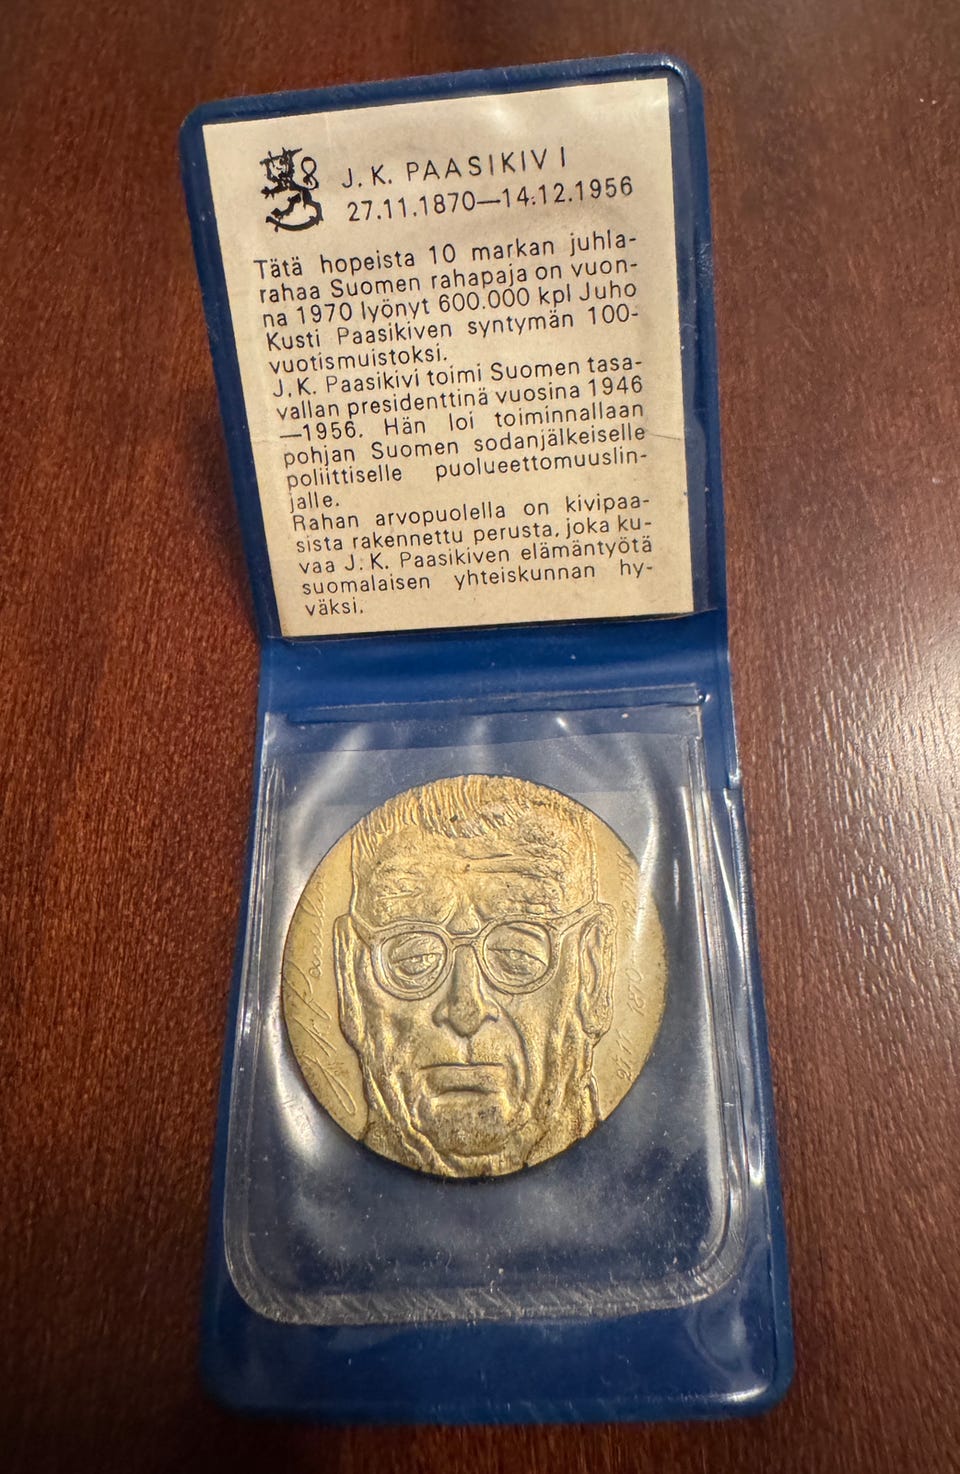 J. K. PAASIKIVI
27.11.1870—14.12.1956
Tätä hopeista 10 markan juhla-
rahaa Suomen rahapaja on vuon-
na 1970 lyönyt 600.000 kpl Juho
Kusti Paasikiven syntymän 100-
vuotismuistoksi.
J. K. Paasikivi toimi Suomen tasa-
vallan presidenttinä vuosina 1946
—1956. Hän loi toiminnallaan
pohjan Suomen sodanjälkeiselle
poliittiselle puolueettomuuslin-
jalle.
Rahan arvopuolella on kivipaa-
sista rakennettu perusta, joka ku-
vaa J. K. Paasikiven elämäntyötä
suomalaisen yhteiskunnan hy-
väksi.